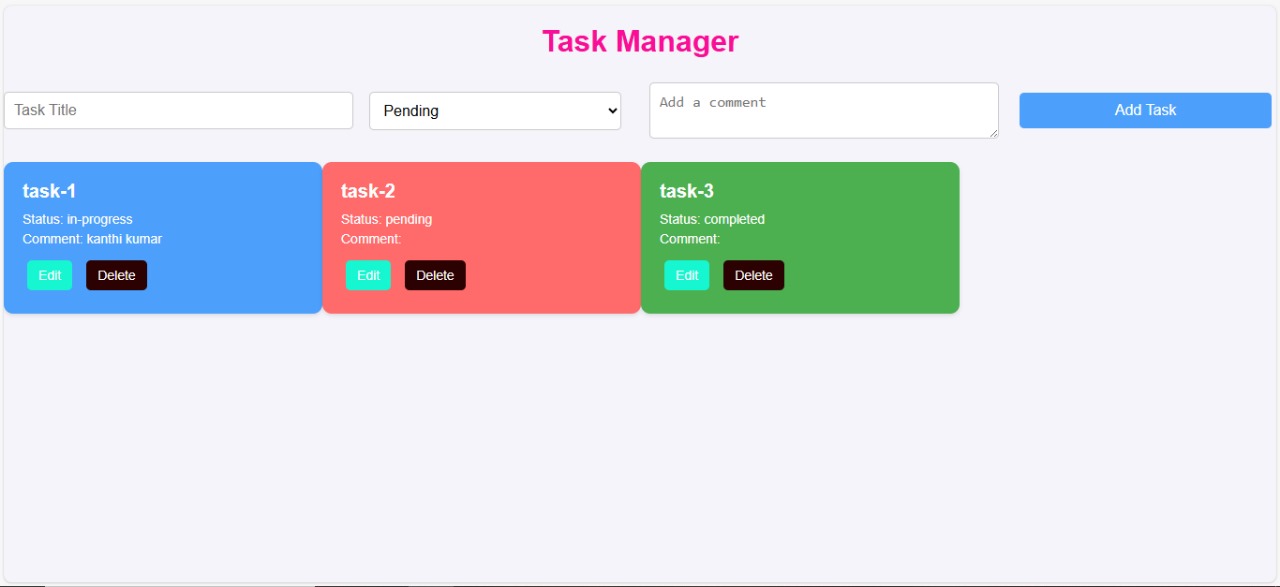 Task Manager
Task Title
Pending
Add a comment
Add Task
task-1
Status: in-progress
Comment: kanthi kumar
Edit
Delete
task-2
Status: pending
Comment:
Edit
Delete
task-3
Status: completed
Comment:
Edit
Delete